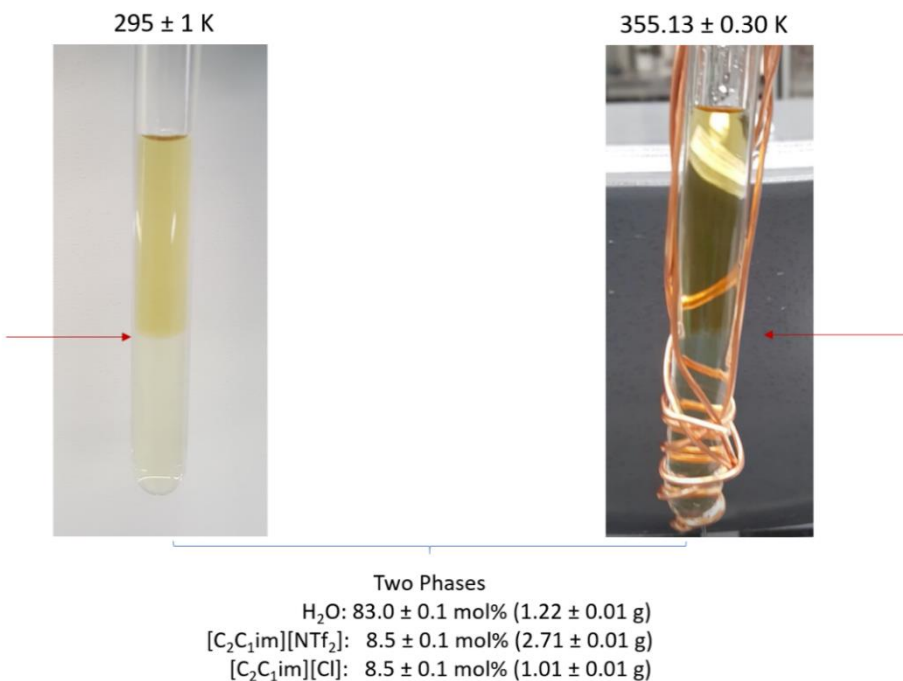 295 ± 1 K
355.13 ± 0.30 K
Two Phases
H₂O: 83.0 ± 0.1 mol% (1.22 ± 0.01 g)
[C₂C₁im][NTf₂]: 8.5 ± 0.1 mol% (2.71 ± 0.01 g)
[C₂C₁im][Cl]: 8.5 ± 0.1 mol% (1.01 ± 0.01 g)